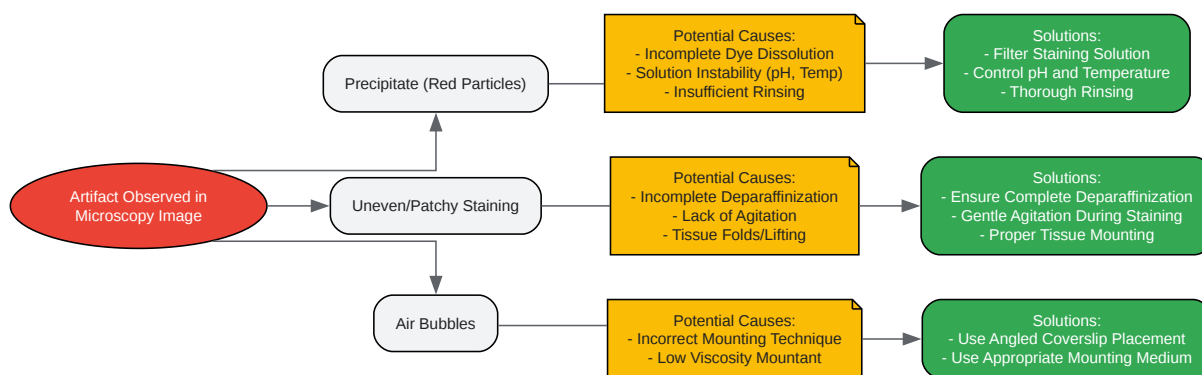 Artifact Observed in
Microscopy Image
Precipitate (Red Particles)
Potential Causes:
- Incomplete Dye Dissolution
- Solution Instability (pH, Temp)
- Insufficient Rinsing
Solutions:
- Filter Staining Solution
- Control pH and Temperature
- Thorough Rinsing
Uneven/Patchy Staining
Potential Causes:
- Incomplete Deparaffinization
- Lack of Agitation
- Tissue Folds/Lifting
Solutions:
- Ensure Complete Deparaffinization
- Gentle Agitation During Staining
- Proper Tissue Mounting
Air Bubbles
Potential Causes:
- Incorrect Mounting Technique
- Low Viscosity Mountant
Solutions:
- Use Angled Coverslip Placement
- Use Appropriate Mounting Medium